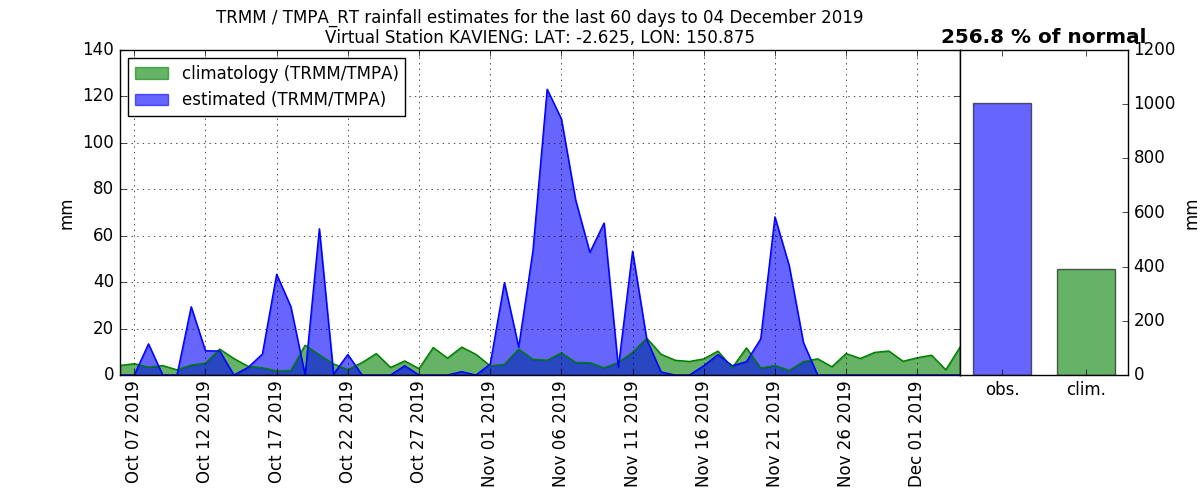 TRMM / TMPA_RT rainfall estimates for the last 60 days to 04 December 2019
Virtual Station KAVIENG: LAT: -2.625, LON: 150.875
256.8 % of normal
climatology (TRMM/TMPA)
estimated (TRMM/TMPA)
mm
140
120
100
80
60
40
20
0
Oct 07 2019
Oct 12 2019
Oct 17 2019
Oct 22 2019
Oct 27 2019
Nov 01 2019
Nov 06 2019
Nov 11 2019
Nov 16 2019
Nov 21 2019
Nov 26 2019
Dec 01 2019
obs.
clim.
1200
1000
800
600
400
200
0
mm